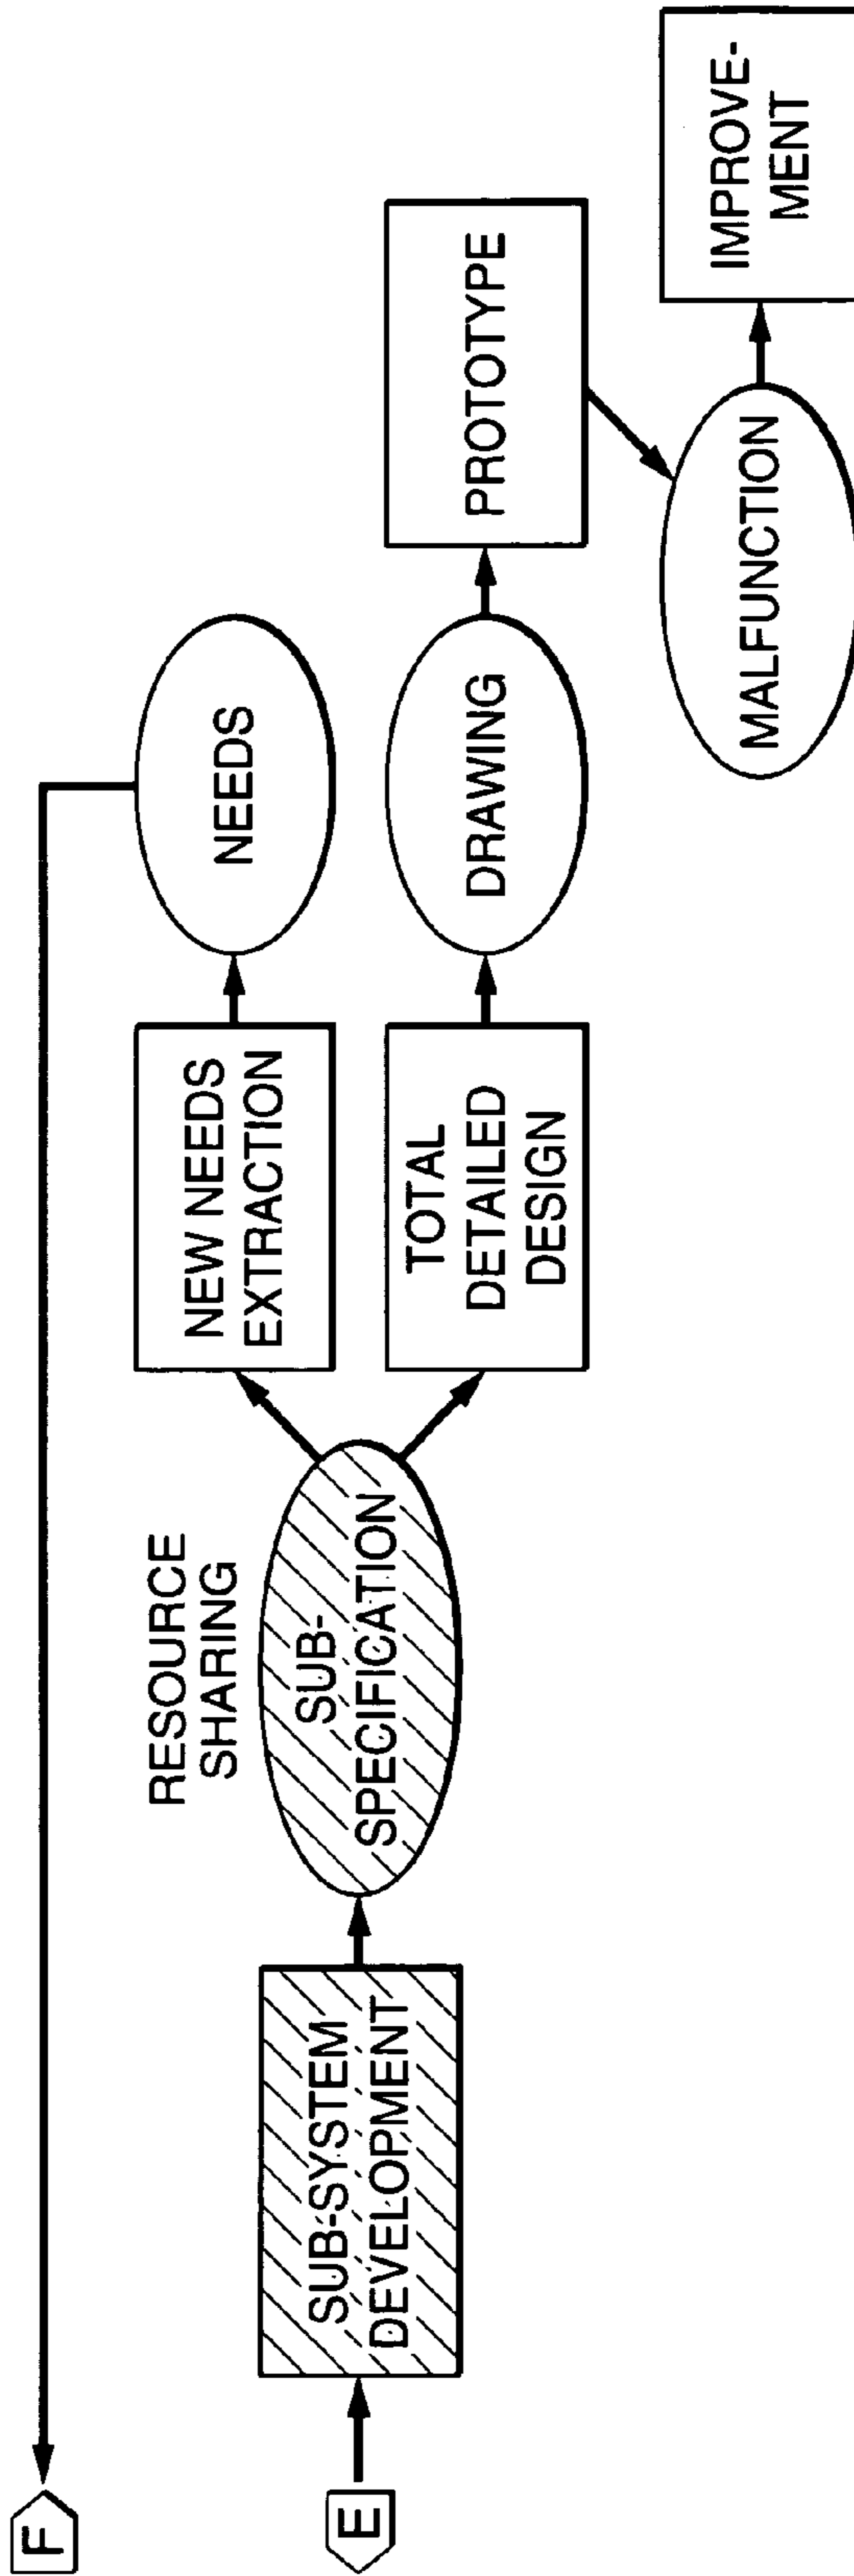 F
E
SUB-SYSTEM
DEVELOPMENT
RESOURCE
SHARING
SUB-
SPECIFICATION
NEW NEEDS
EXTRACTION
NEEDS
TOTAL
DETAILED
DESIGN
DRAWING
PROTOTYPE
MALFUNCTION
IMPROVE-
MENT